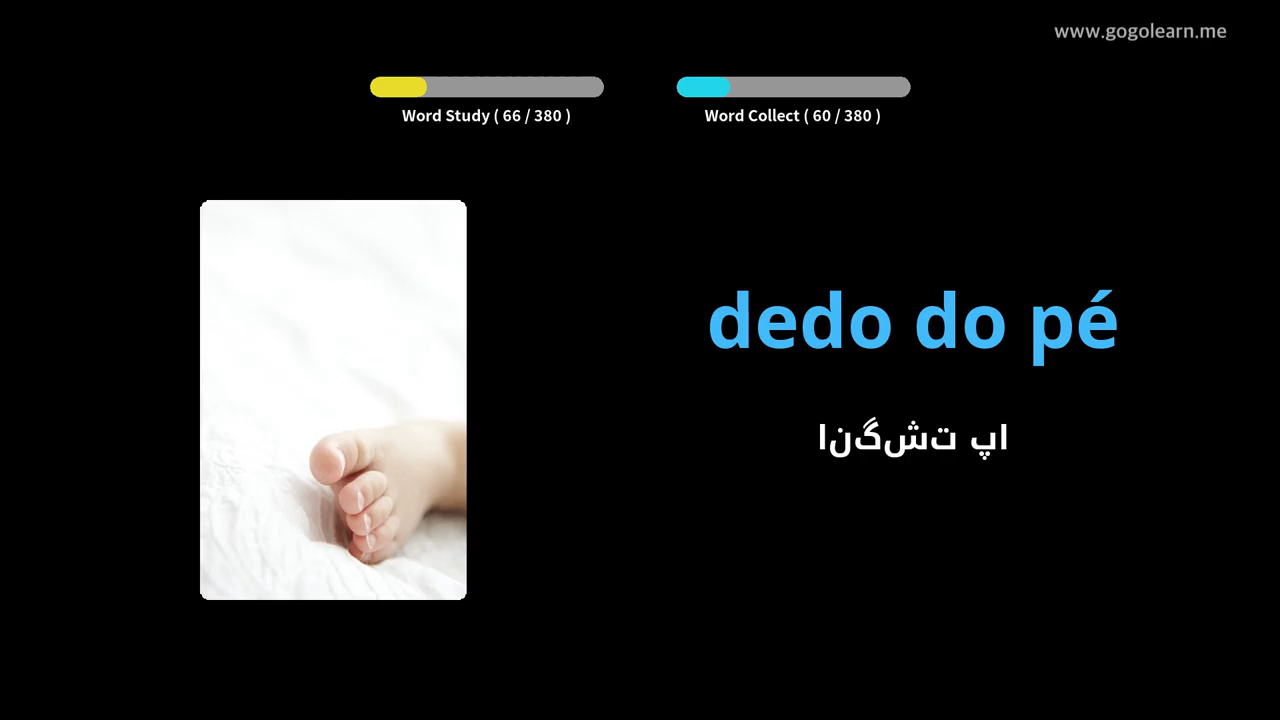 www.gogolearn.me
Word Study ( 66 / 380 )
Word Collect ( 60 / 380 )
dedo do pé
انگشت پا